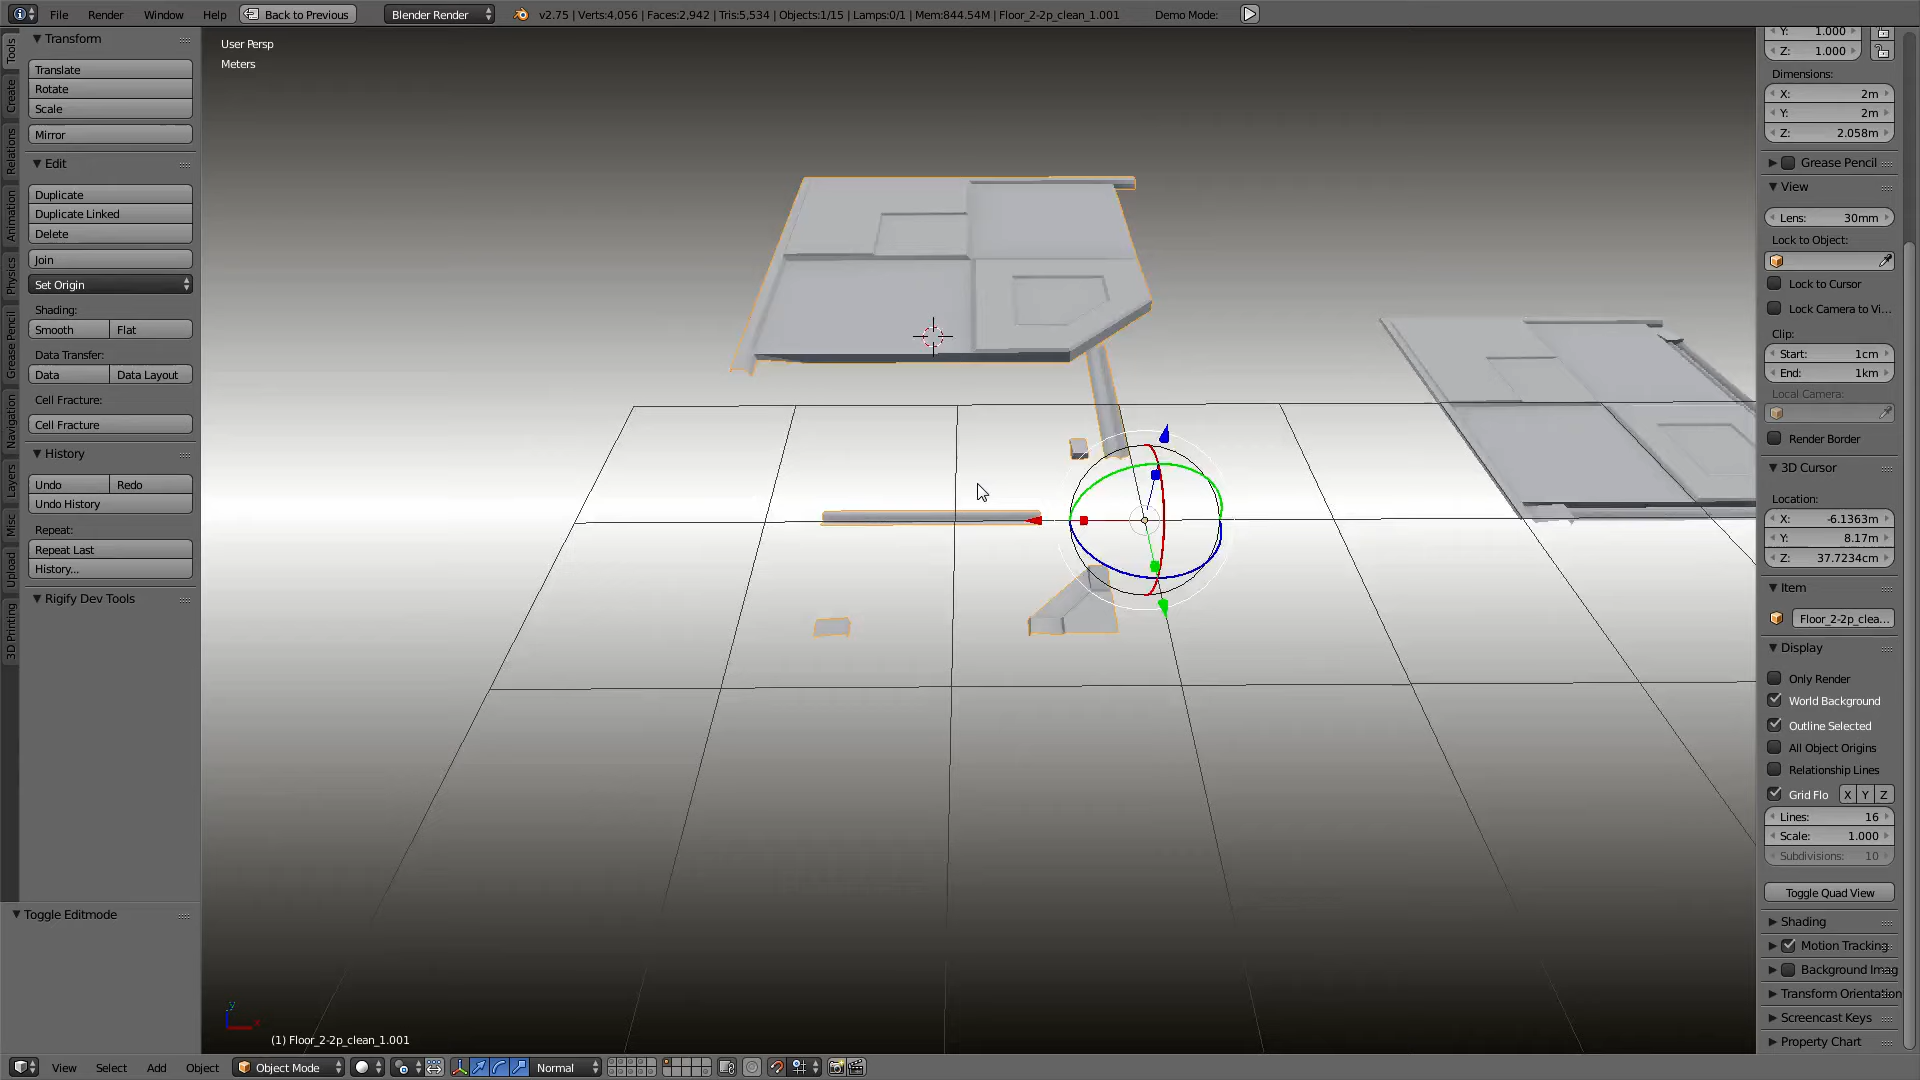 File Render Window Help Back to Previous Blender Render v2.75 | Verts:4,056 | Faces:2,942 | Tris:5,534 | Objects:1/15 | Lamps:0/1 | Mem:844.54M | Floor_2-2p_clean_1.001 Demo Mode:
Tools
Create
Relations
Animation
Physics
Grease Pencil
Navigation
Layers
Misc
Upload
3D Printing
Transform
Translate
Rotate
Scale
Mirror
Edit
Duplicate
Duplicate Linked
Delete
Join
Set Origin
Shading:
Smooth Flat
Data Transfer:
Data Data Layout
Cell Fracture:
Cell Fracture
History
Undo Redo
Undo History
Repeat:
Repeat Last
History...
Rigify Dev Tools
Toggle Editmode
User Persp
Meters
y
x
(1) Floor_2-2p_clean_1.001
Y: 1.000
Z: 1.000
Dimensions:
X: 2m
Y: 2m
Z: 2.058m
Grease Pencil
View
Lens: 30mm
Lock to Object:
Lock to Cursor
Lock Camera to Vi...
Clip:
Start: 1cm
End: 1km
Local Camera:
Render Border
3D Cursor
Location:
X: -6.1363m
Y: 8.17m
Z: 37.7234cm
Item
Floor_2-2p_clea...
Display
Only Render
World Background
Outline Selected
All Object Origins
Relationship Lines
Grid Flo X Y Z
Lines: 16
Scale: 1.000
Subdivisions: 10
Toggle Quad View
Shading
Motion Tracking
Background Imag
Transform Orientation
Screencast Keys
Property Chart
View Select Add Object Object Mode Normal